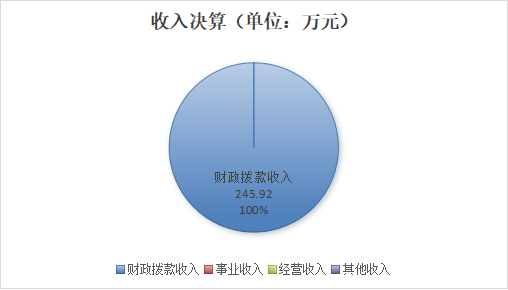 收入决算（单位：万元）
财政拨款收入
245.92
100%
财政拨款收入 事业收入 经营收入 其他收入